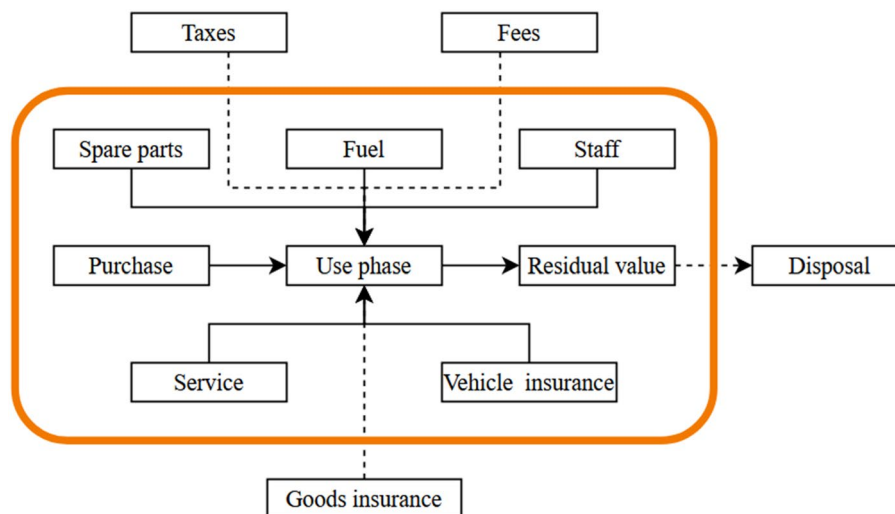 Taxes
Fees
Spare parts
Fuel
Staff
Purchase
Use phase
Residual value
Disposal
Service
Vehicle insurance
Goods insurance